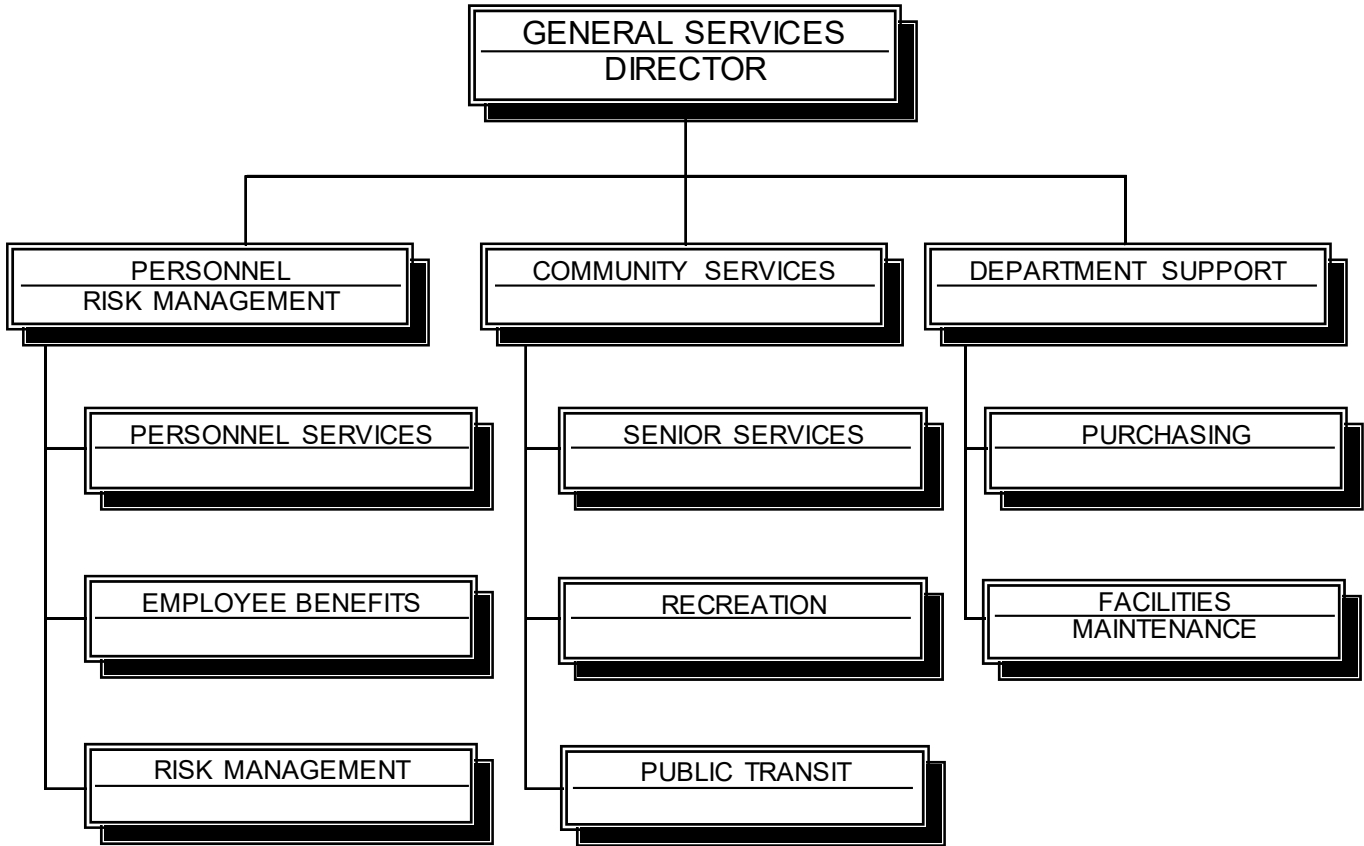 GENERAL SERVICES
DIRECTOR
PERSONNEL
RISK MANAGEMENT
COMMUNITY SERVICES
DEPARTMENT SUPPORT
PERSONNEL SERVICES
SENIOR SERVICES
PURCHASING
EMPLOYEE BENEFITS
RECREATION
FACILITIES
MAINTENANCE
RISK MANAGEMENT
PUBLIC TRANSIT